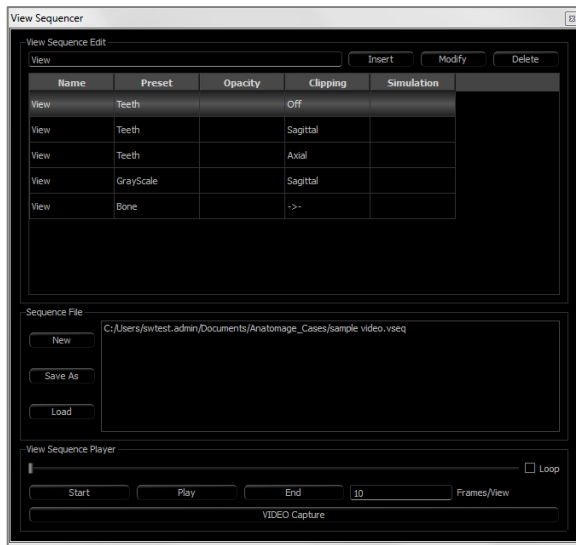 View Sequencer
View Sequence Edit
View Insert Modify Delete
Name Preset Opacity Clipping Simulation
View Teeth Off
View Teeth Sagittal
View Teeth Axial
View GrayScale Sagittal
View Bone ->-
Sequence File
C:/Users/swtest.admin/Documents/Anatomage_Cases/sample video.vseq
New
Save As
Load
View Sequence Player
Loop
Start Play End 10 Frames/View
VIDEO Capture